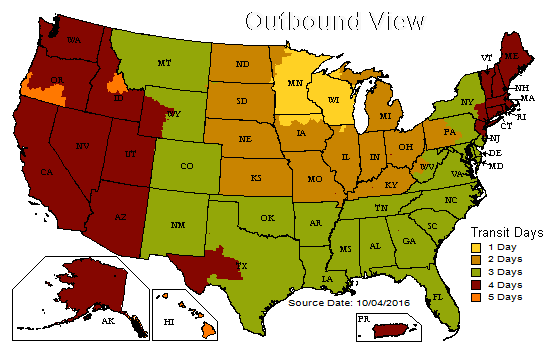 Outbound View
WA
MT
ND
MN
VT
ME
OR
ID
WY
SD
WI
MI
NY
NH
MA
RI
CT
NV
UT
CO
NE
IA
IL
IN
OH
PA
NJ
DE
MD
CA
KS
MO
KY
WV
VA
AZ
NM
OK
AR
TN
NC
SC
TX
LA
MS
AL
GA
FL
Transit Days
1 Day
2 Days
3 Days
4 Days
5 Days
Source Date: 10/04/2016
AK
HI
PR